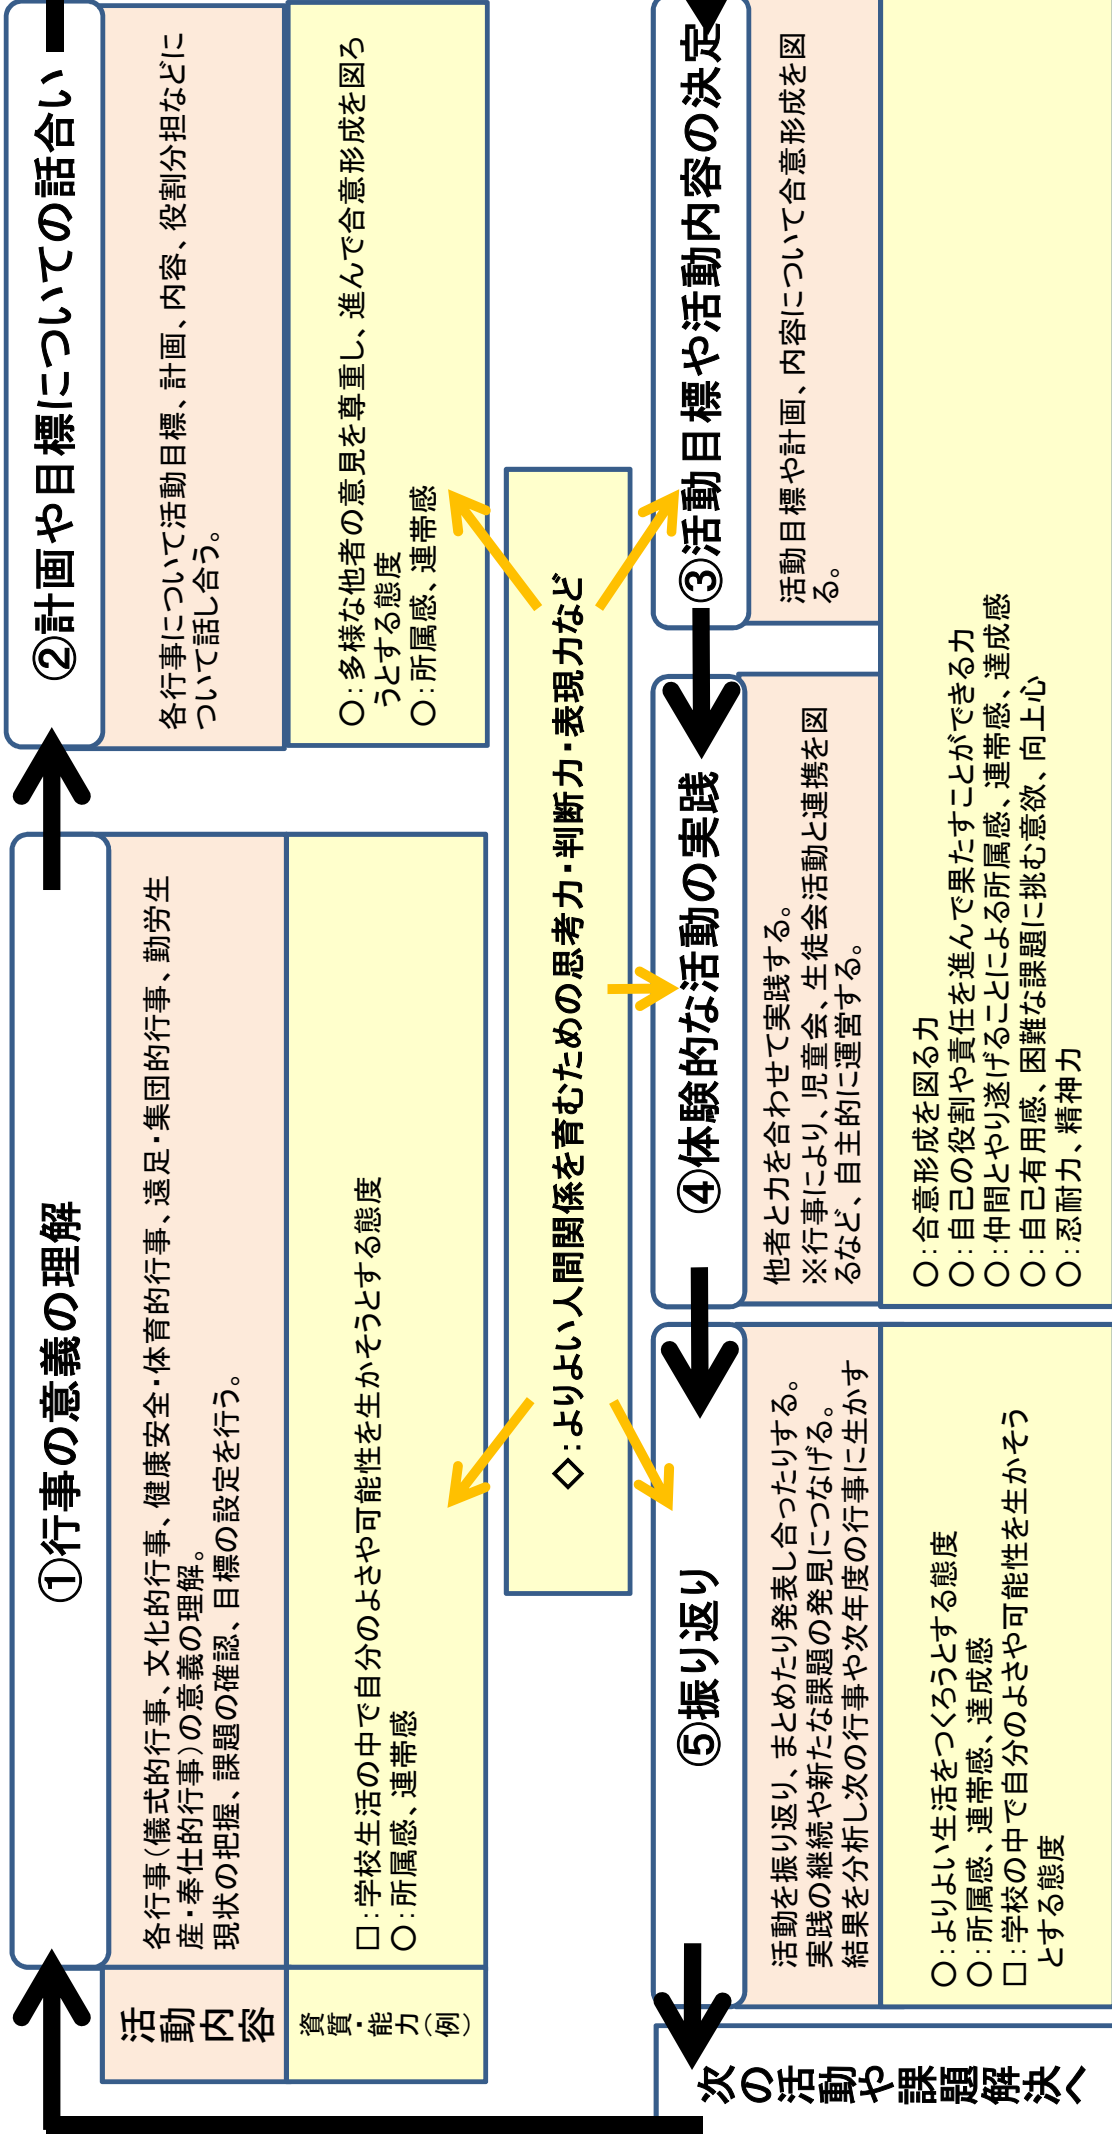 ①行事の意義の理解
活動内容
各行事(儀式的行事、文化的行事、健康安全・体育的行事、遠足・集団的行事、勤労生
産・奉仕的行事)の意義の理解。
現状の把握、課題の確認、目標の設定を行う。
資質・能力(例)
□:学校生活の中で自分のよさや可能性を生かそうとする態度
○:所属感、連帯感
②計画や目標についての話合い
各行事について活動目標、計画、内容、役割分担などに
ついて話し合う。
○:多様な他者の意見を尊重し、進んで合意形成を図ろ
うとする態度
○:所属感、連帯感
◇:よりよい人間関係を育むための思考力・判断力・表現力など
③活動目標や活動内容の決定
活動目標や計画、内容について合意形成を図
る。
④体験的な活動の実践
他者と力を合わせて実践する。
※行事により、児童会、生徒会活動と連携を図
るなど、自主的に運営する。
○:合意形成を図る力
○:自己の役割や責任を進んで果たすことができる力
○:仲間とやり遂げることによる所属感、連帯感、達成感
○:自己有用感、困難な課題に挑む意欲、向上心
○:忍耐力、精神力
⑤振り返り
活動を振り返り、まとめたり発表し合ったりする。
実践の継続や新たな課題の発見につなげる。
結果を分析し次の行事や次年度の行事に生かす
○:よりよい生活をつくろうとする態度
○:所属感、連帯感、達成感
□:学校の中で自分のよさや可能性を生かそう
とする態度
次の活動や課題解決へ